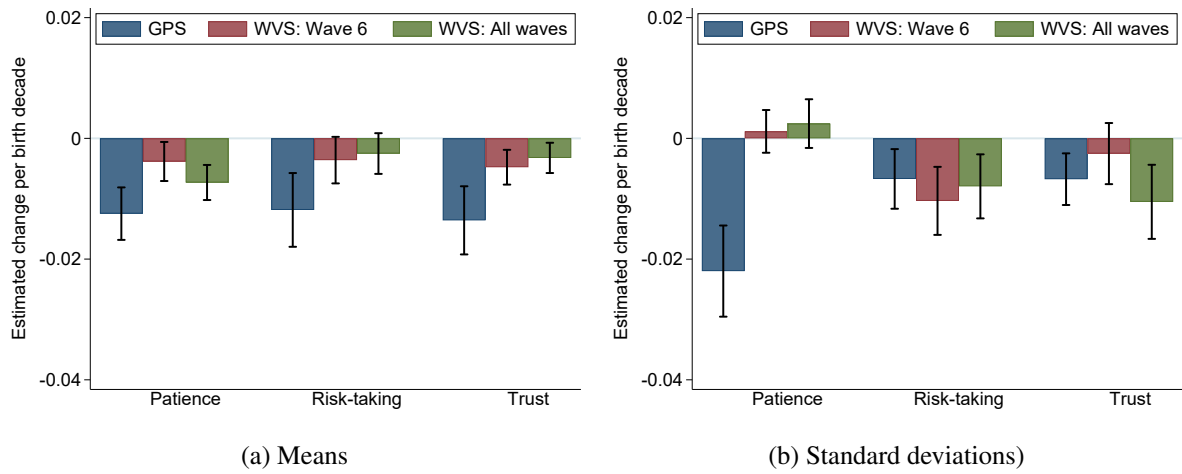 GPS
WVS: Wave 6
WVS: All waves
Estimated change per birth decade
0.02
0
-0.02
-0.04
Patience
Risk-taking
Trust
(a) Means
GPS
WVS: Wave 6
WVS: All waves
Estimated change per birth decade
0.02
0
-0.02
-0.04
Patience
Risk-taking
Trust
(b) Standard deviations)